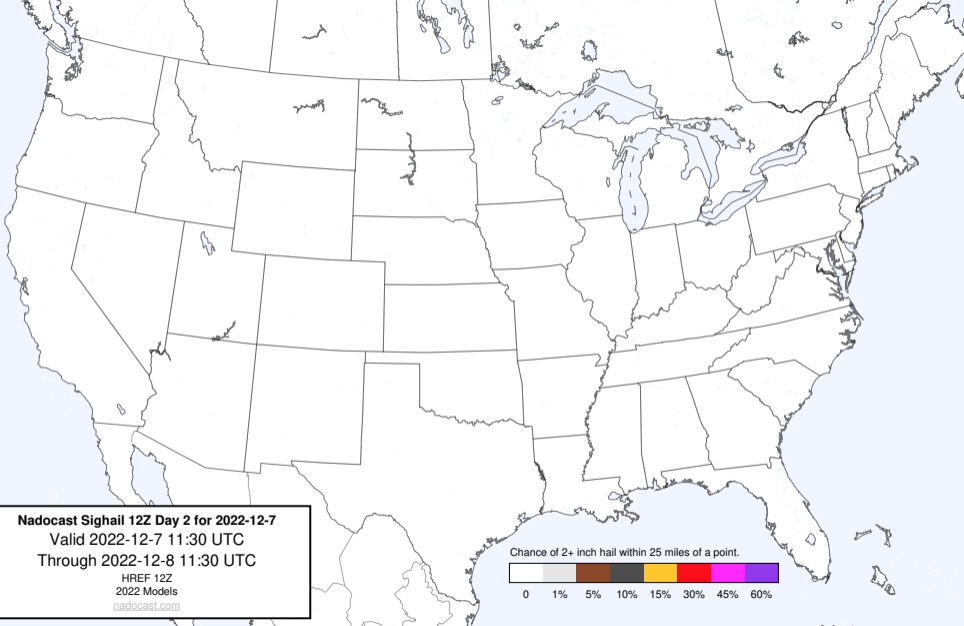 Nadocast Sighail 12Z Day 2 for 2022-12-7
Valid 2022-12-7 11:30 UTC
Through 2022-12-8 11:30 UTC
HREF 12Z
2022 Models
nadocast.com
Chance of 2+ inch hail within 25 miles of a point.
0 1% 5% 10% 15% 30% 45% 60%